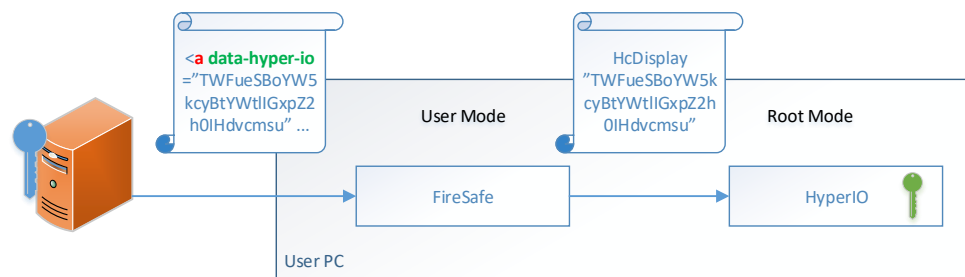 <a data-hyper-io
=”TWFueSBoYW5
kcyBtYWtlIGxpZ2
h0IHdvcmsu” ...
HcDisplay
”TWFueSBoYW5k
cyBtYWtlIGxpZ2h
0IHdvcmsu”
User Mode
Root Mode
FireSafe
HyperIO
User PC